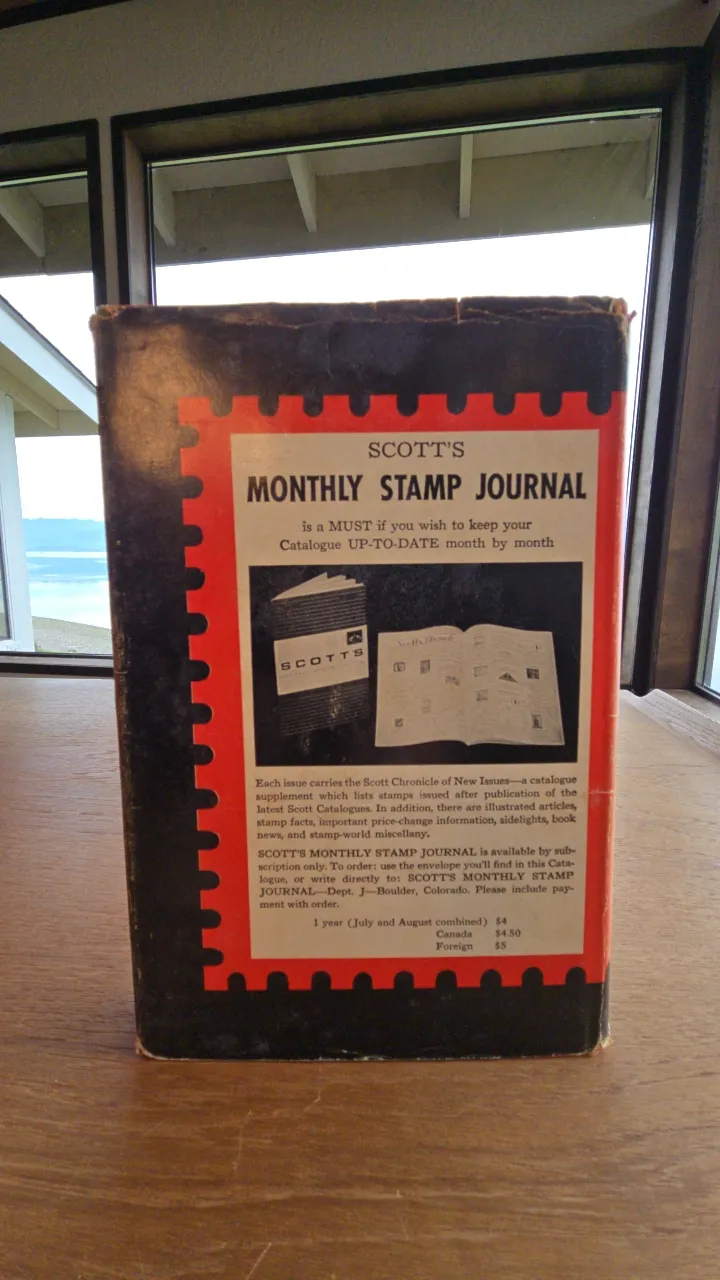 SCOTT'S
MONTHLY STAMP JOURNAL
is a MUST if you wish to keep your
Catalogue UP-TO-DATE month by month
SCOTT'S
Each issue carries the Scott Chronicle of New Issues—a catalogue
supplement which lists stamps issued after publication of the
latest Scott Catalogues. In addition, there are illustrated articles,
stamp facts, important price-change information, sidelights, book
news, and stamp-world miscellany.
SCOTT'S MONTHLY STAMP JOURNAL is available by sub-
scription only. To order: use the envelope you'll find in this Cata-
logue, or write directly to: SCOTT'S MONTHLY STAMP
JOURNAL—Dept. J—Boulder, Colorado. Please include pay-
ment with order.
1 year (July and August combined) $4
Canada $4.50
Foreign $5